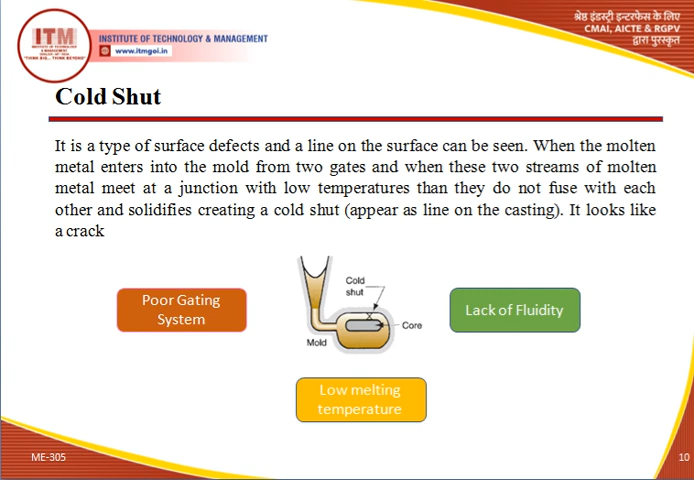 ITM
INSTITUTE OF TECHNOLOGY
& MANAGEMENT
"THINK BIG... THINK BEYOND"
INSTITUTE OF TECHNOLOGY & MANAGEMENT
www.itmgoi.in
श्रेष्ठ इंडस्ट्री इन्टरफेस के लिए
CMAI, AICTE & RGPV
द्वारा पुरस्कृत
Cold Shut
It is a type of surface defects and a line on the surface can be seen. When the molten
metal enters into the mold from two gates and when these two streams of molten
metal meet at a junction with low temperatures than they do not fuse with each
other and solidifies creating a cold shut (appear as line on the casting). It looks like
a crack
Poor Gating
System
Cold
shut
Core
Mold
Lack of Fluidity
Low melting
temperature
ME-305
10